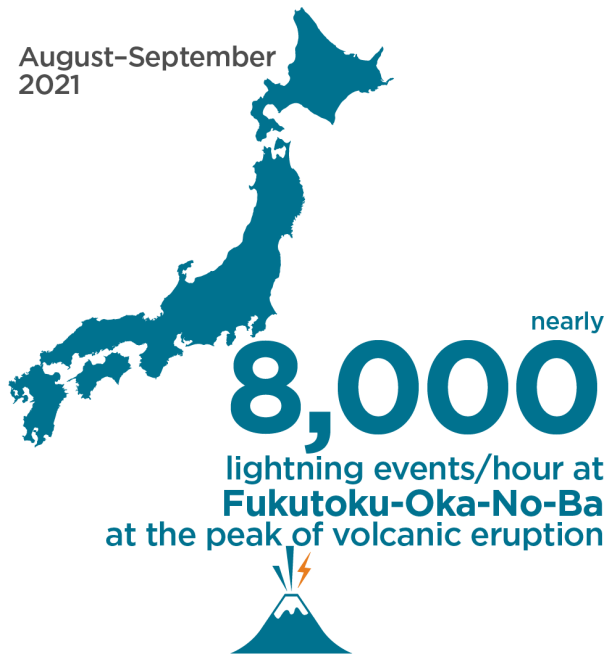 August–September
2021
nearly
8,000
lightning events/hour at
Fukutoku-Oka-No-Ba
at the peak of volcanic eruption